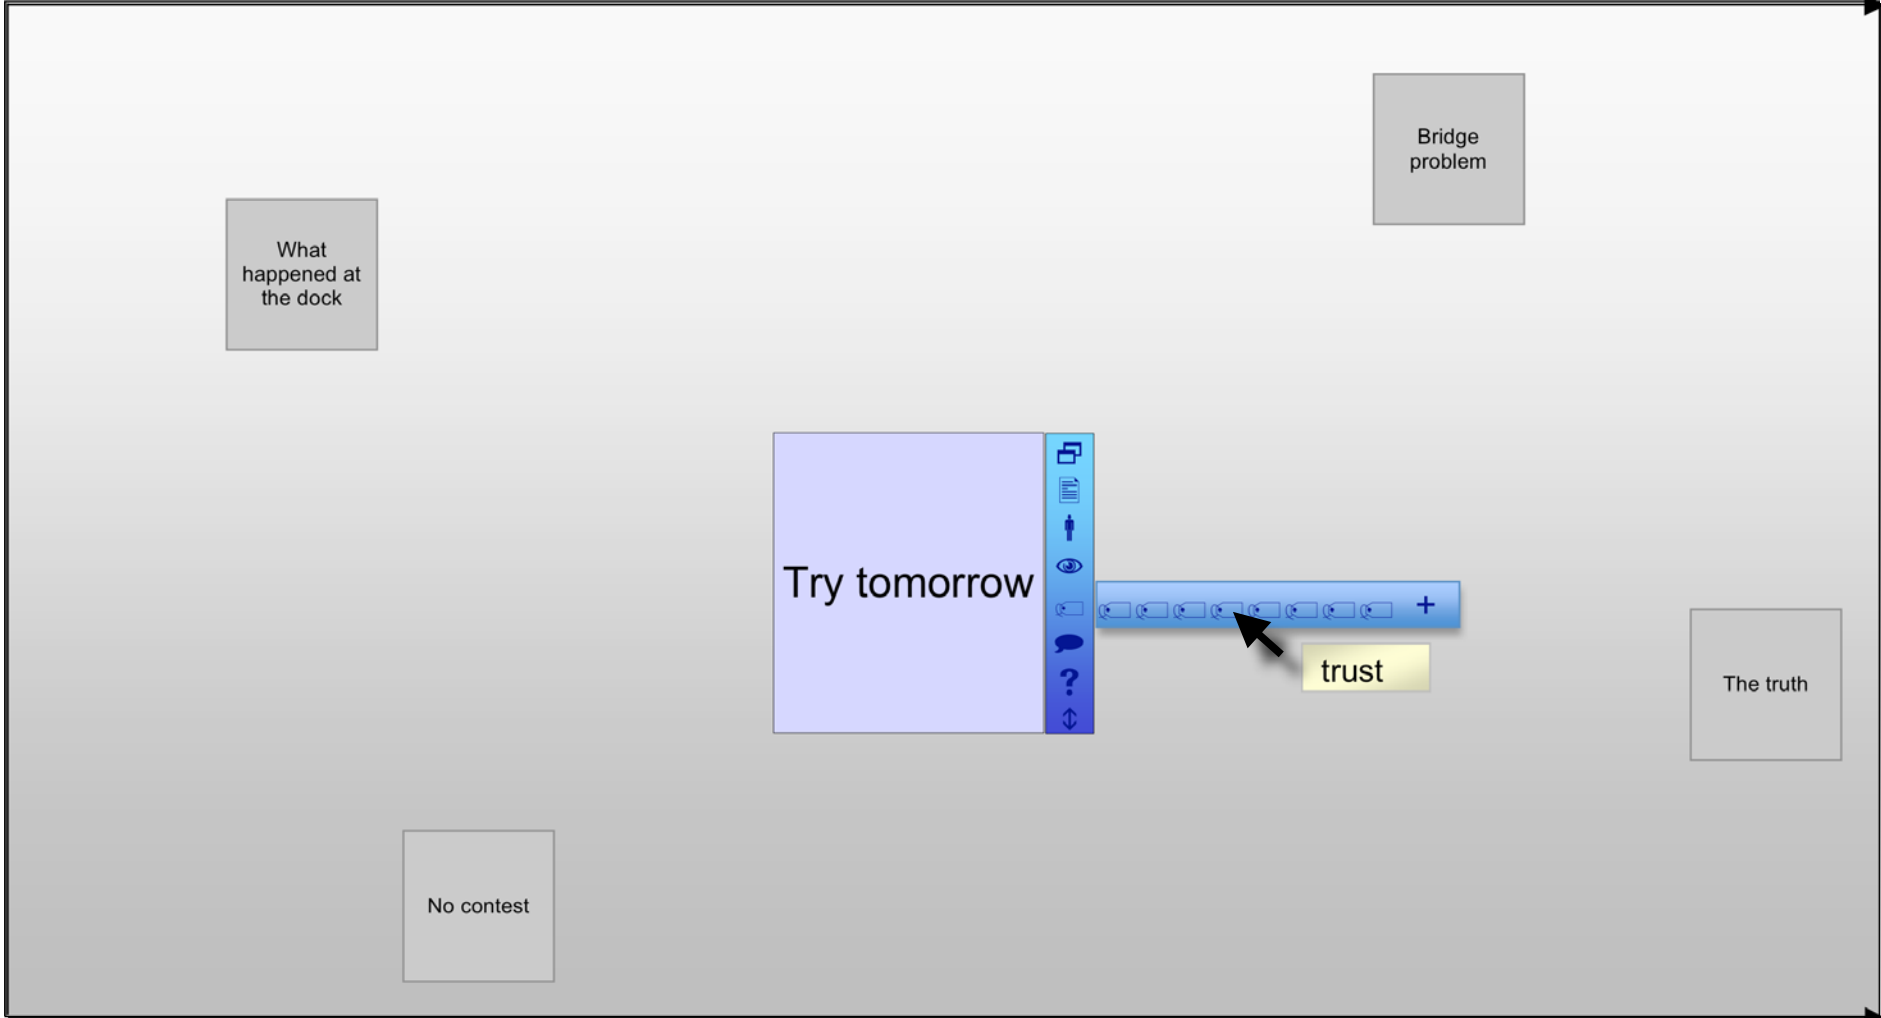 Bridge
problem
What
happened at
the dock
Try tomorrow
+
?
trust
The truth
No contest